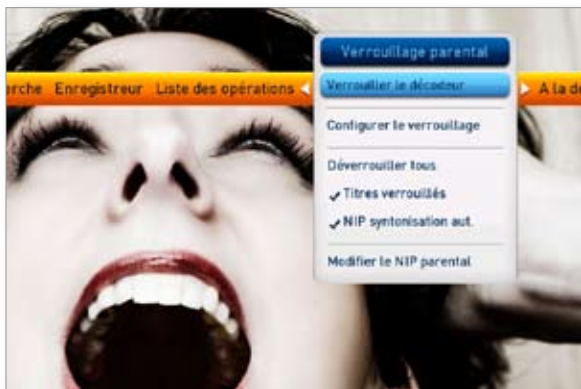 Verrouillage parental
rche Enregistreur Liste des opérations
Verrouiller le décodeur
A la de
Configurer le verrouillage
Déverrouiller tous
Titres verrouillés
NIP syntonisation aut.
Modifier le NIP parental